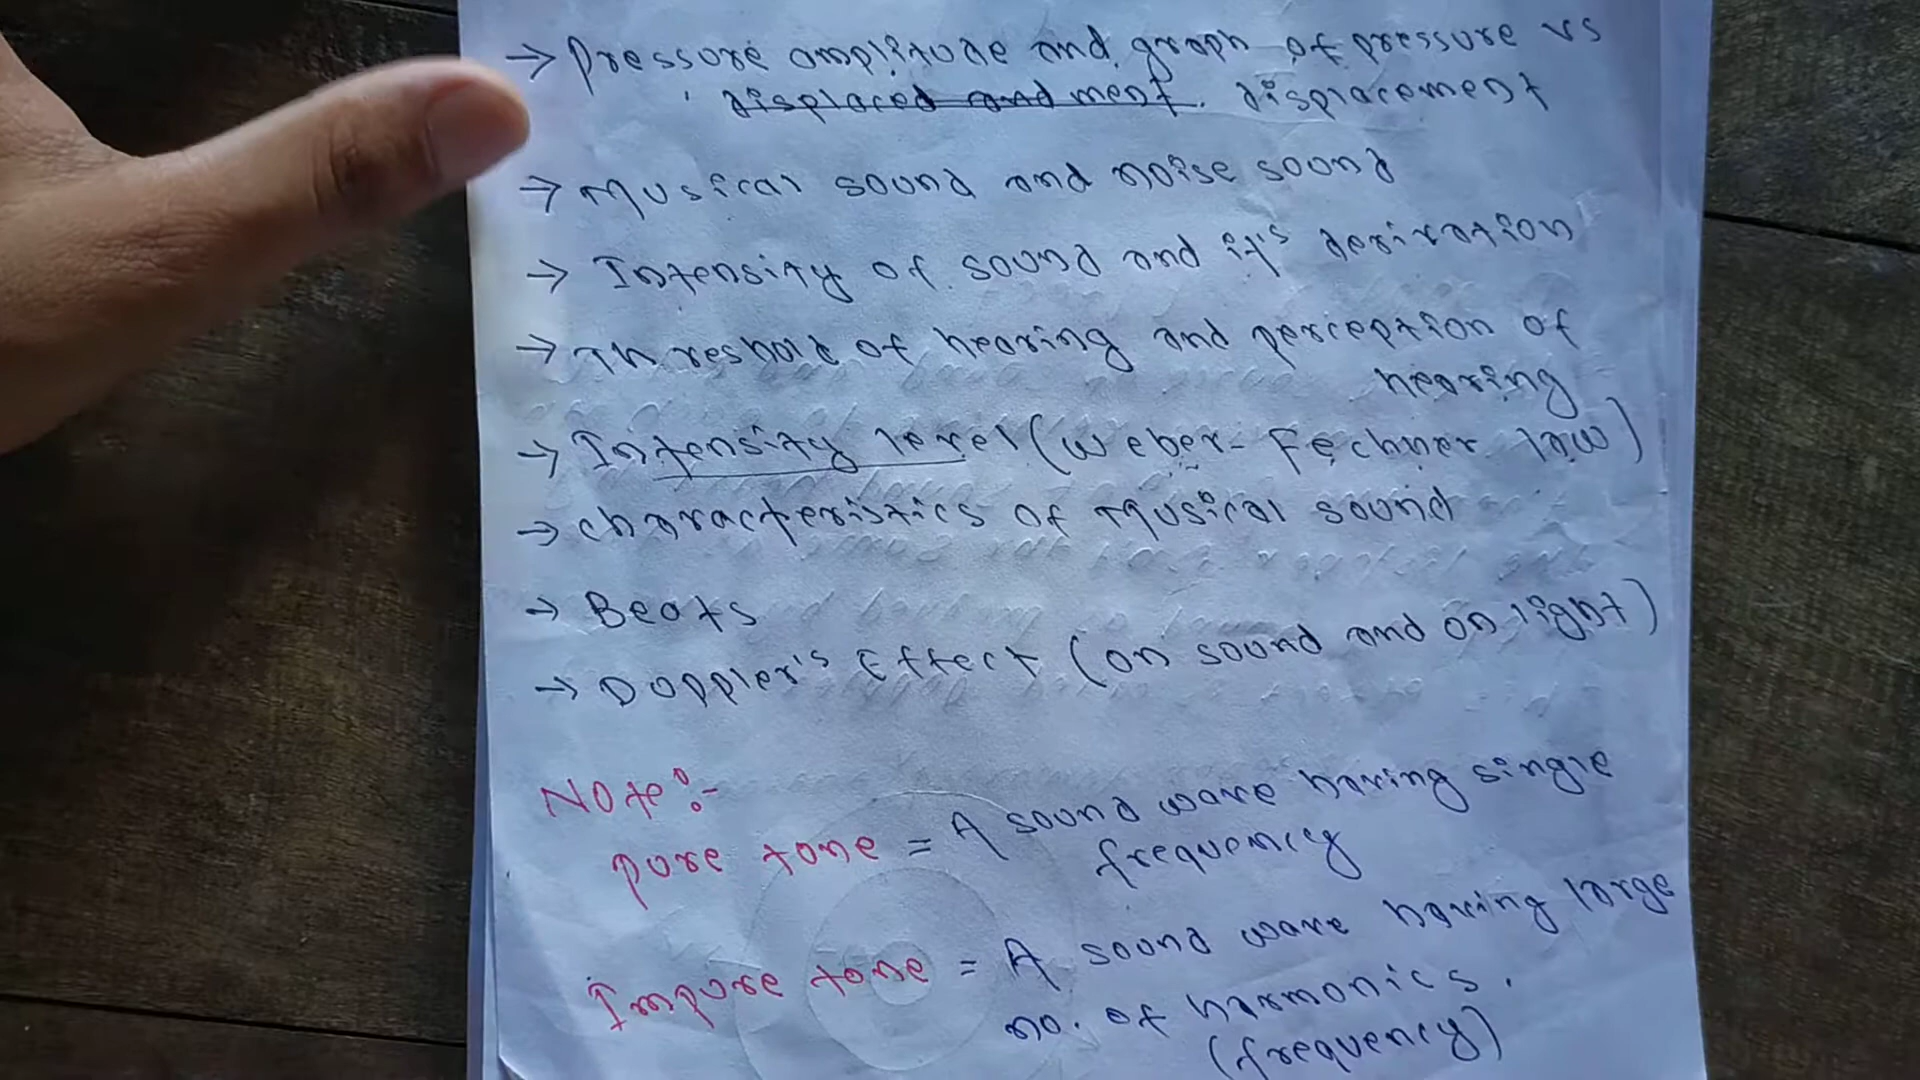 → Pressure amplitude and graph of pressure vs
displaced and ment. displacement
→ Musical sound and noise sound
→ Intensity of sound and it's derivation
→ Threshold of hearing and perception of
hearing
→ Intensity level (Weber-Fechner law)
→ characteristics of musical sound
→ Beats
→ Doppler's Effect (on sound and on light)
Note:-
pure tone = A sound wave having single
frequency
Impure tone = A sound wave having large
no. of harmonics.
(frequency)